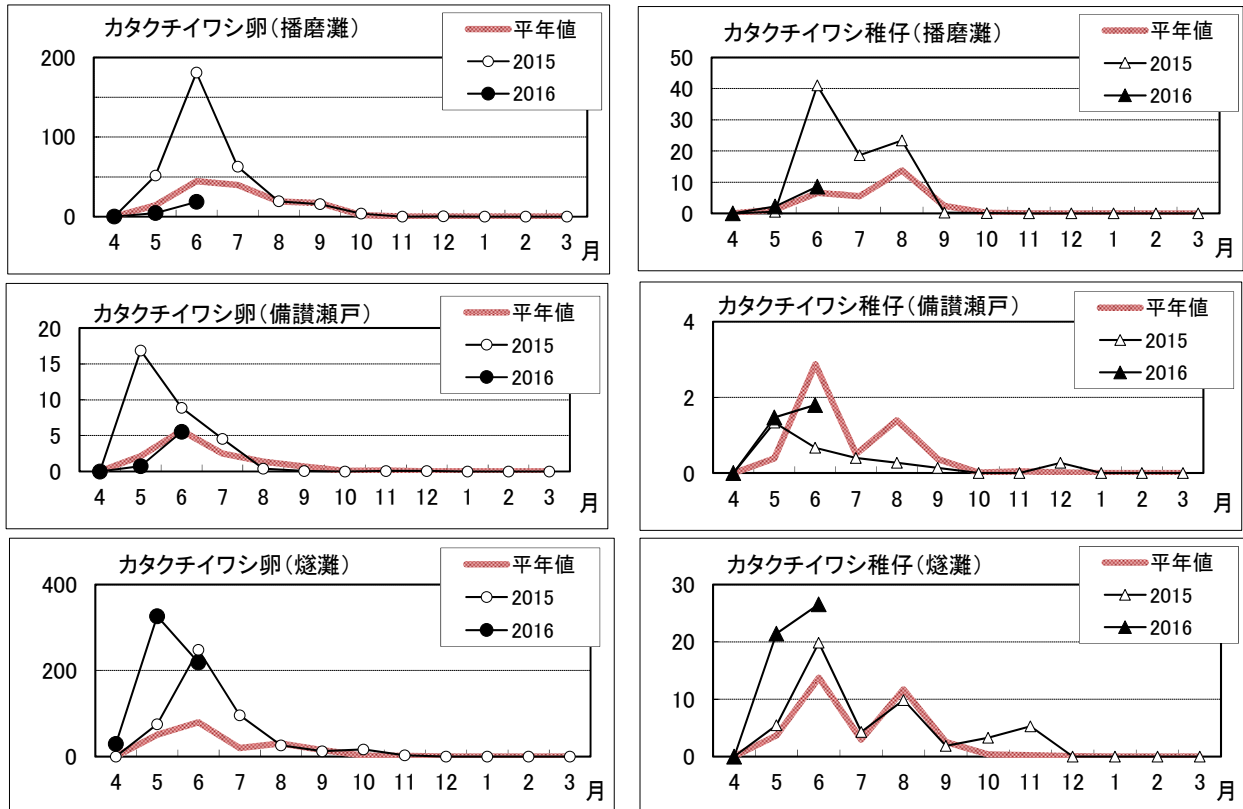 カタクチイワシ卵(播磨灘)
平年値
2015
2016
200
100
0
4 5 6 7 8 9 10 11 12 1 2 3 月
カタクチイワシ稚仔(播磨灘)
平年値
2015
2016
50
40
30
20
10
0
4 5 6 7 8 9 10 11 12 1 2 3 月
カタクチイワシ卵(備讃瀬戸)
平年値
2015
2016
20
15
10
5
0
4 5 6 7 8 9 10 11 12 1 2 3 月
カタクチイワシ稚仔(備讃瀬戸)
平年値
2015
2016
4
2
0
4 5 6 7 8 9 10 11 12 1 2 3 月
カタクチイワシ卵(燧灘)
平年値
2015
2016
400
200
0
4 5 6 7 8 9 10 11 12 1 2 3 月
カタクチイワシ稚仔(燧灘)
平年値
2015
2016
30
20
10
0
4 5 6 7 8 9 10 11 12 1 2 3 月